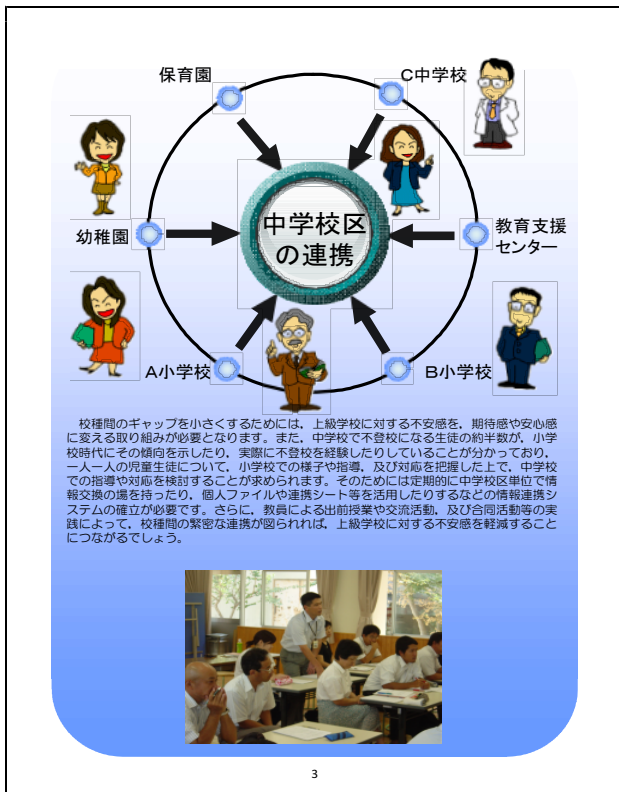 保育園
C中学校
中学校区
の連携
幼稚園
教育支援
センター
A小学校
B小学校
　校種間のギャップを小さくするためには，上級学校に対する不安感を，期待感や安心感
に変える取り組みが必要となります。また，中学校で不登校になる生徒の約半数が，小学
校時代にその傾向を示したり，実際に不登校を経験したりしていることが分かっており，
一人一人の児童生徒について，小学校での様子や指導，及び対応を把握した上で，中学校
での指導や対応を検討することが求められます。そのためには定期的に中学校区単位で情
報交換の場を持ったり，個人ファイルや連携シート等を活用したりするなどの情報連携シ
ステムの確立が必要です。さらに，教員による出前授業や交流活動，及び合同活動等の実
践によって，校種間の緊密な連携が図られれば，上級学校に対する不安感を軽減すること
につながるでしょう。
3